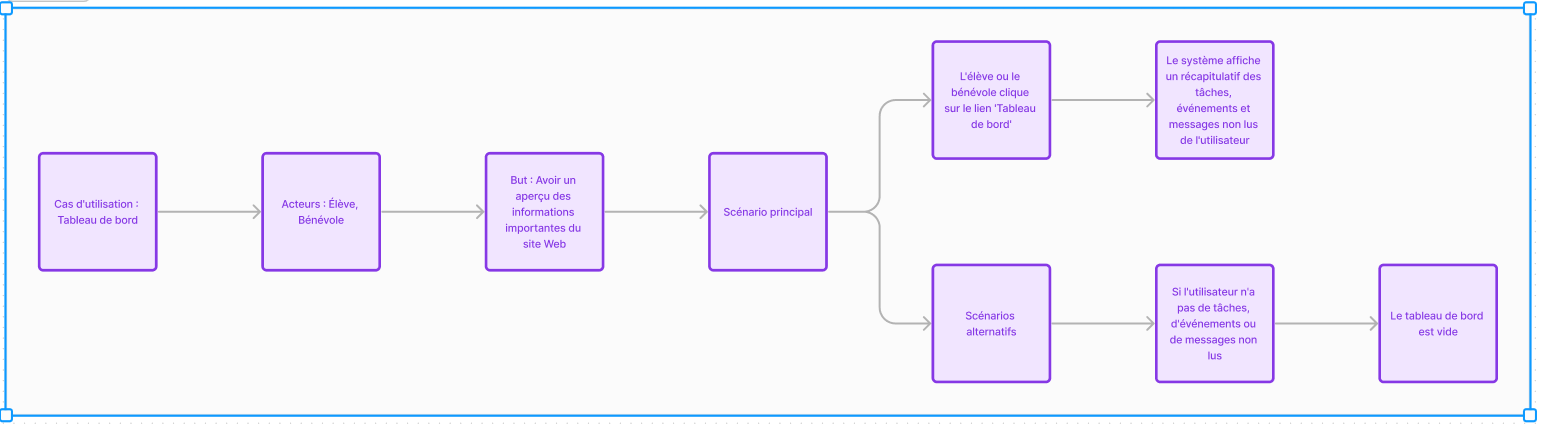 Cas d'utilisation :
Tableau de bord
Acteurs : Élève,
Bénévole
But : Avoir un
aperçu des
informations
importantes du
site Web
Scénario principal
L'élève ou le
bénévole clique
sur le lien 'Tableau
de bord'
Le système affiche
un récapitulatif des
tâches,
événements et
messages non lus
de l'utilisateur
Scénarios
alternatifs
Si l'utilisateur n'a
pas de tâches,
d'événements ou
de messages non
lus
Le tableau de bord
est vide